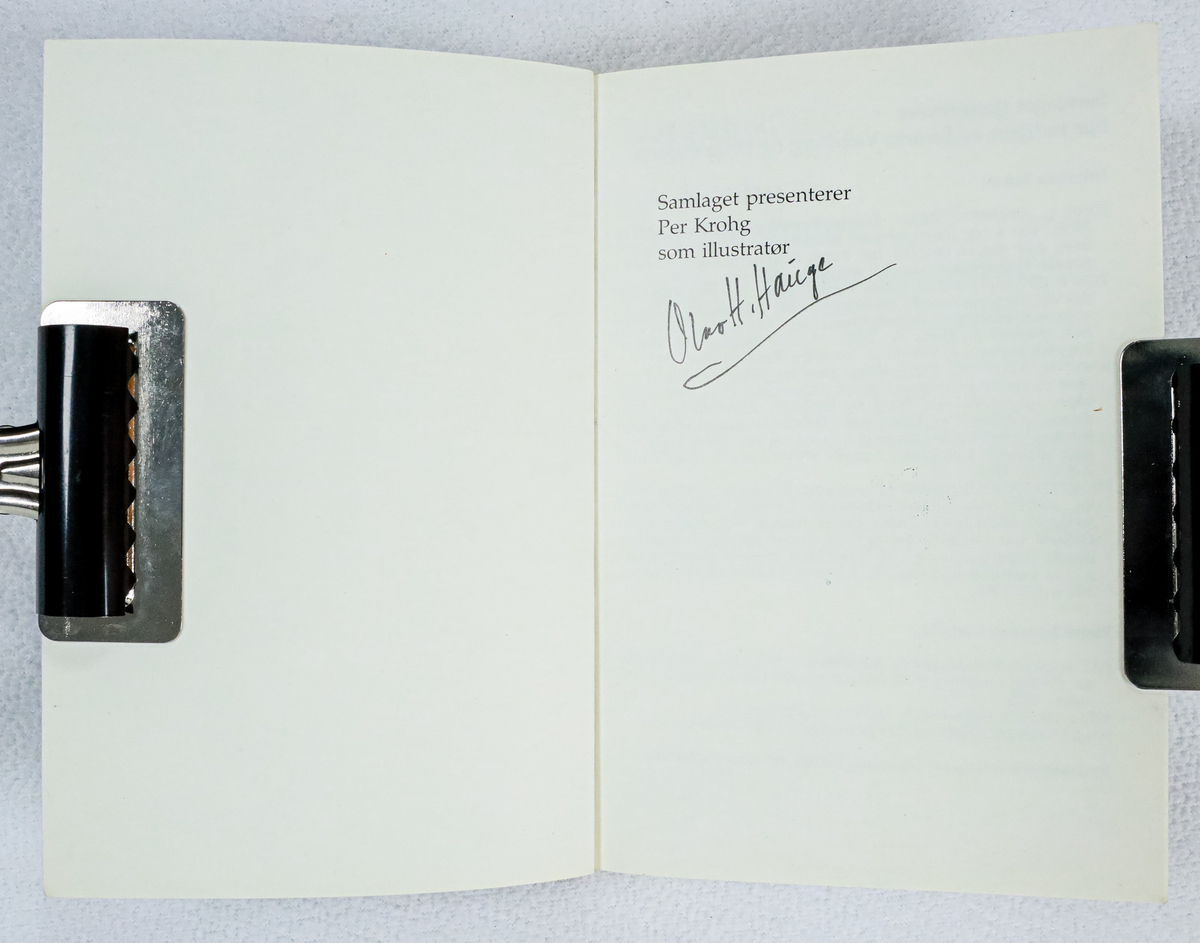 Samlaget presenterer
Per Krohg
som illustratør
Olav H. Hauge